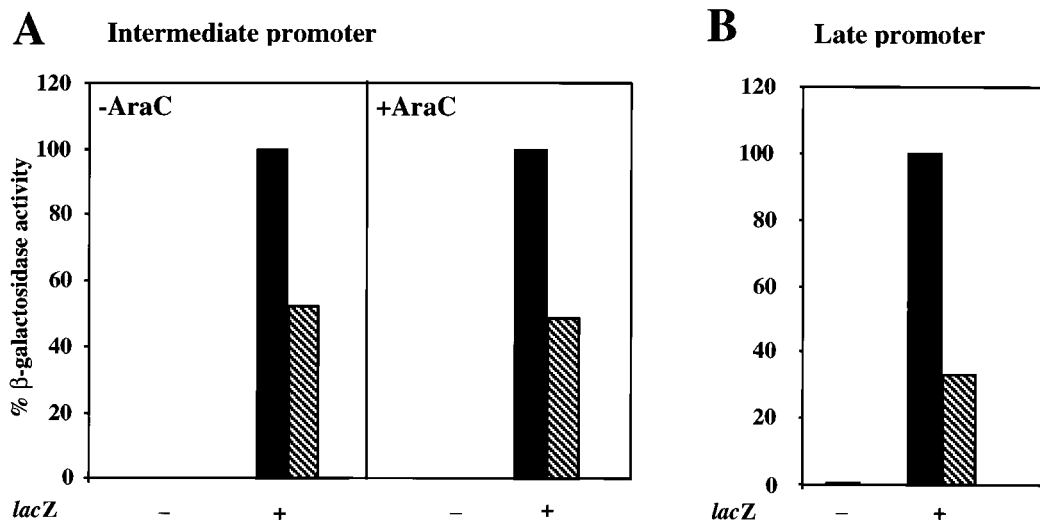 A Intermediate promoter
% β-galactosidase activity
120
100
80
60
40
20
0
-AraC
+AraC
lacZ − + − +
B Late promoter
120
100
80
60
40
20
0
lacZ − +